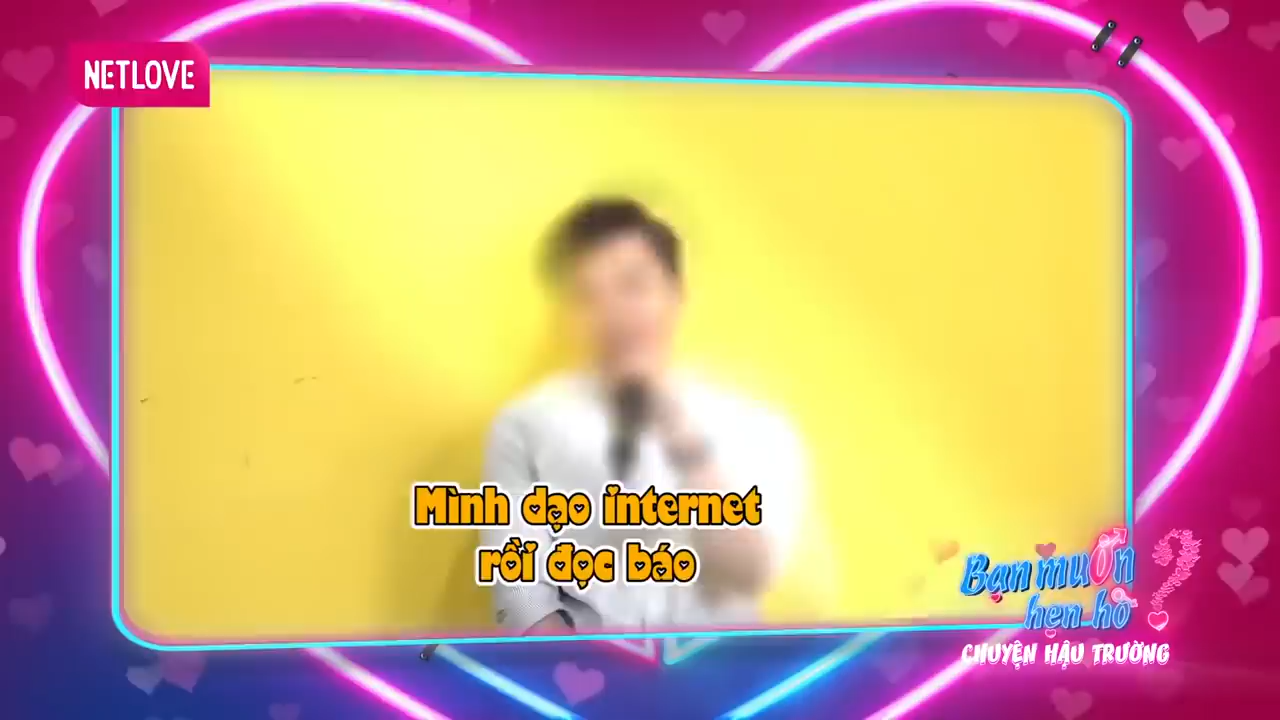 NETLOVE
Mình dạo internet
rồi đọc báo
Bạn muốn
hẹn hò?
CHUYỆN HẬU TRƯỜNG